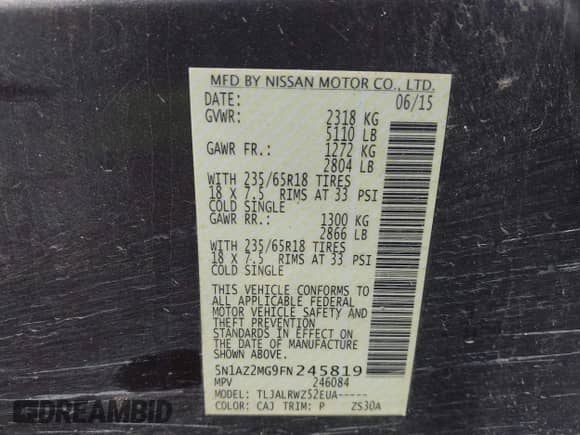 MFD BY NISSAN MOTOR CO., LTD.
DATE: 06/15
GVWR: 2318 KG
5110 LB
GAWR FR.: 1272 KG
2804 LB
WITH 235/65R18 TIRES
18 X 7.5 RIMS AT 33 PSI
COLD SINGLE
GAWR RR.: 1300 KG
2866 LB
WITH 235/65R18 TIRES
18 X 7.5 RIMS AT 33 PSI
COLD SINGLE
THIS VEHICLE CONFORMS TO
ALL APPLICABLE FEDERAL
MOTOR VEHICLE SAFETY AND
THEFT PREVENTION
STANDARDS IN EFFECT ON
THE DATE OF MANUFACTURE
SHOWN ABOVE.
5N1AZ2MG9FN245819
MPV 246084
MODEL: TLJALRWZ52EUA-----
COLOR: CAJ TRIM: P ZS30A
DREAMBID